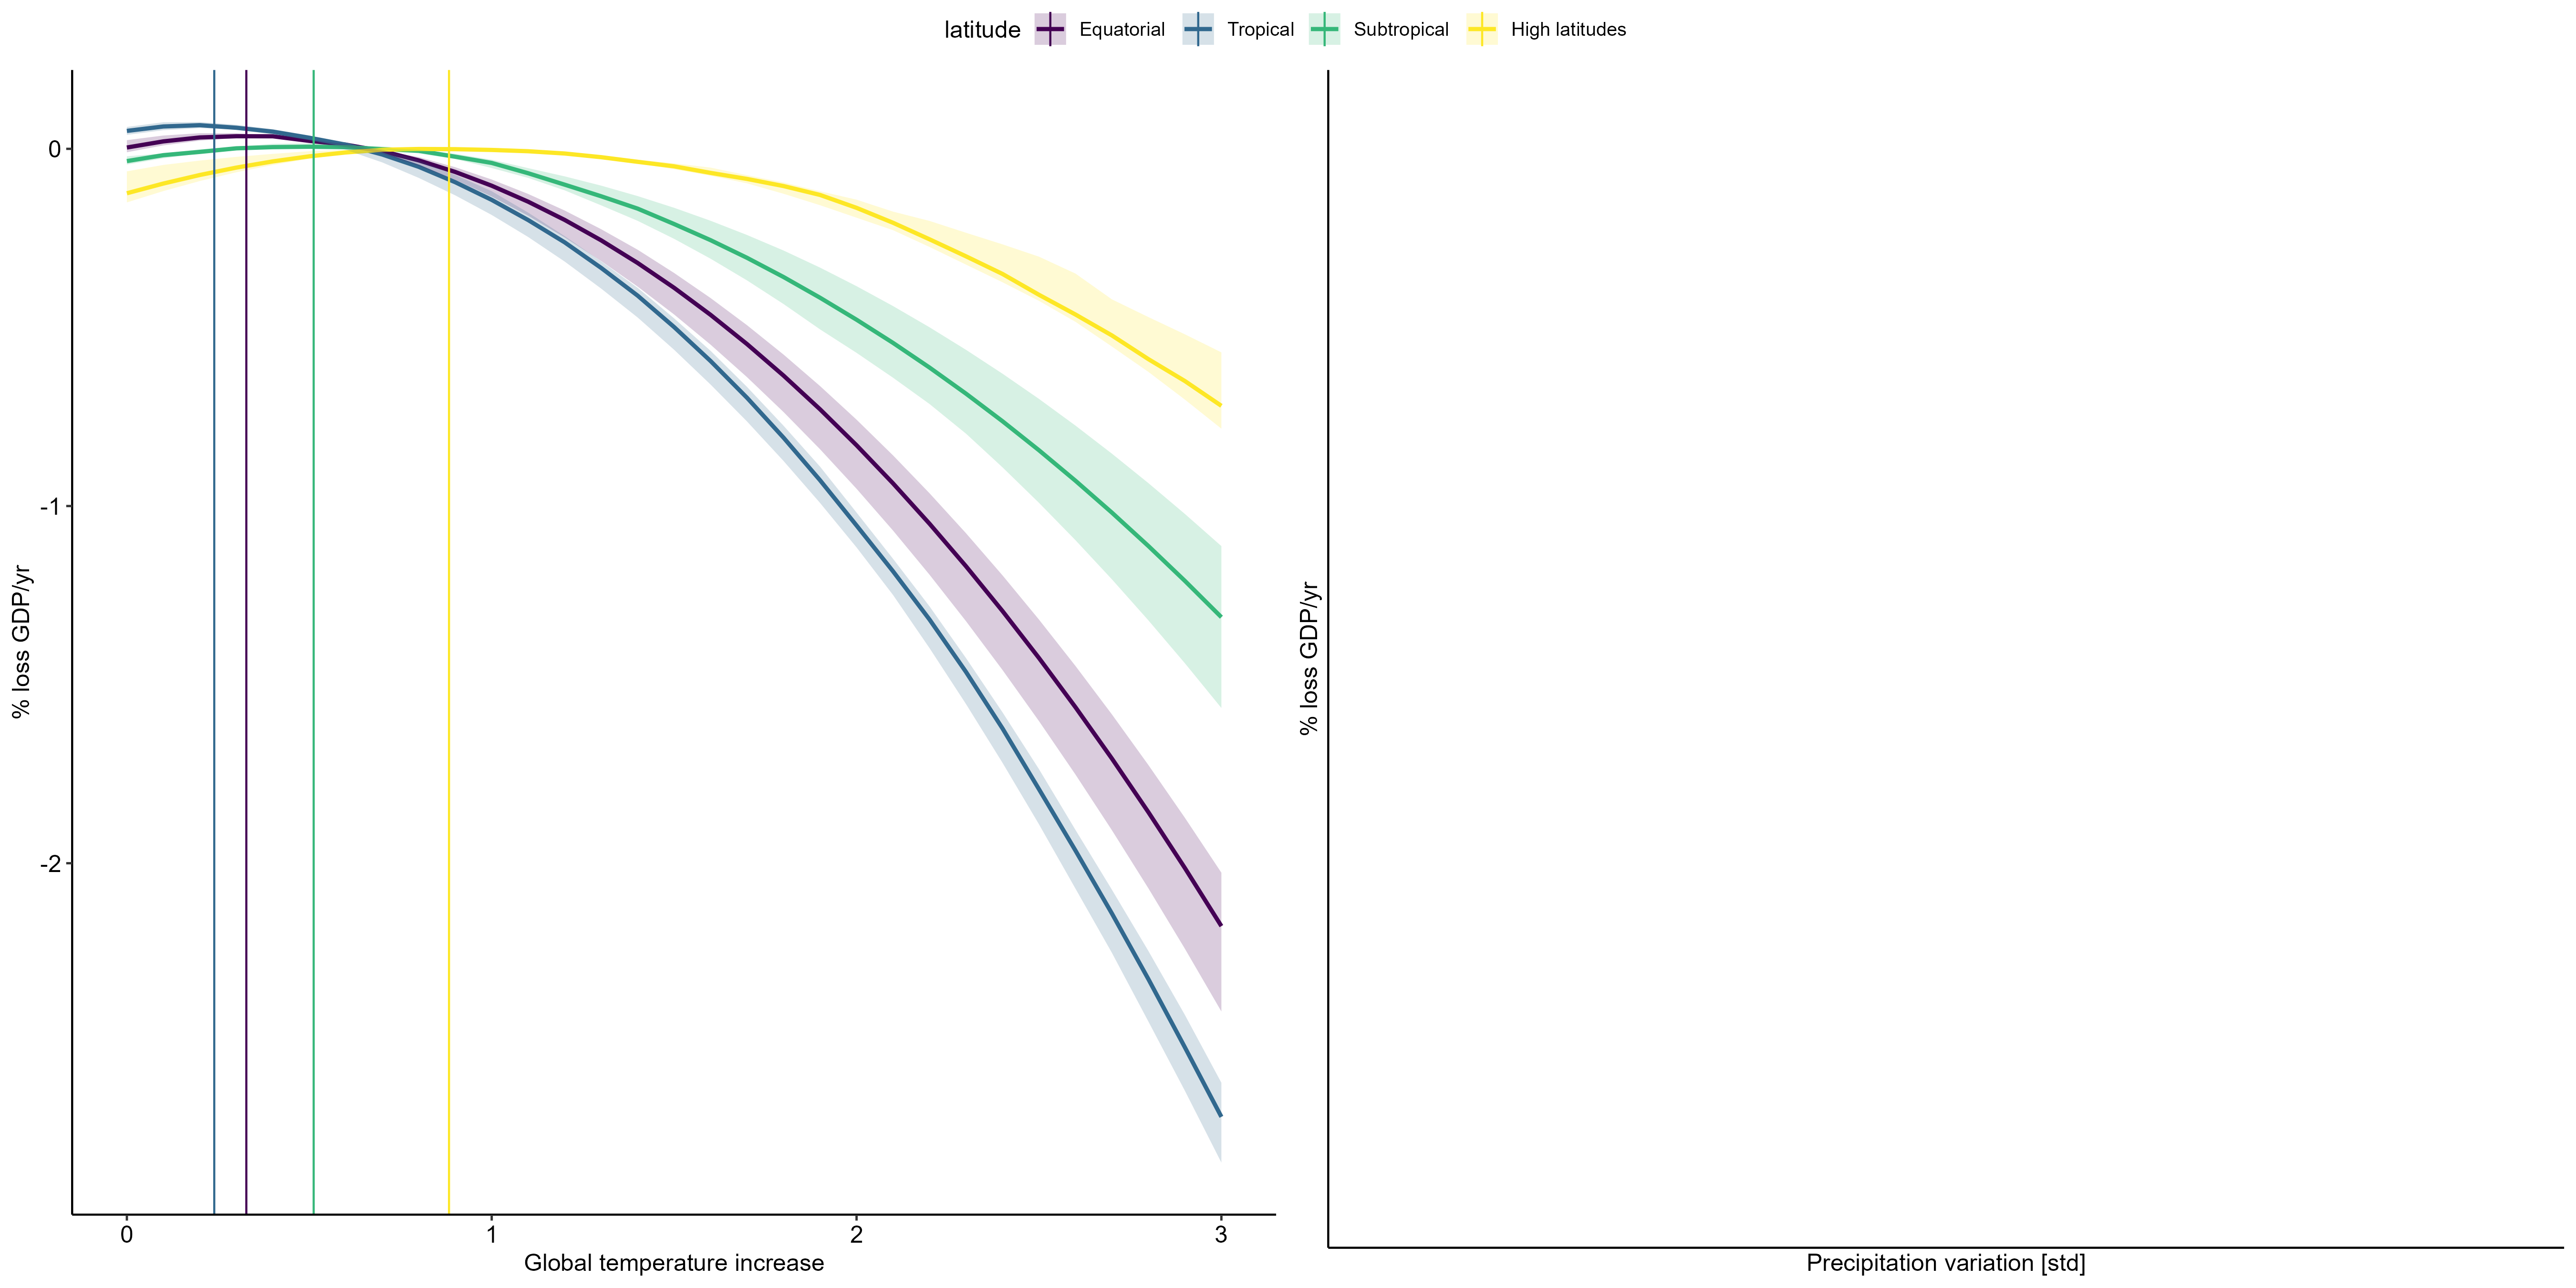 latitude Equatorial Tropical Subtropical High latitudes
% loss GDP/yr
0
-1
-2
0 1 2 3
Global temperature increase
% loss GDP/yr
Precipitation variation [std]